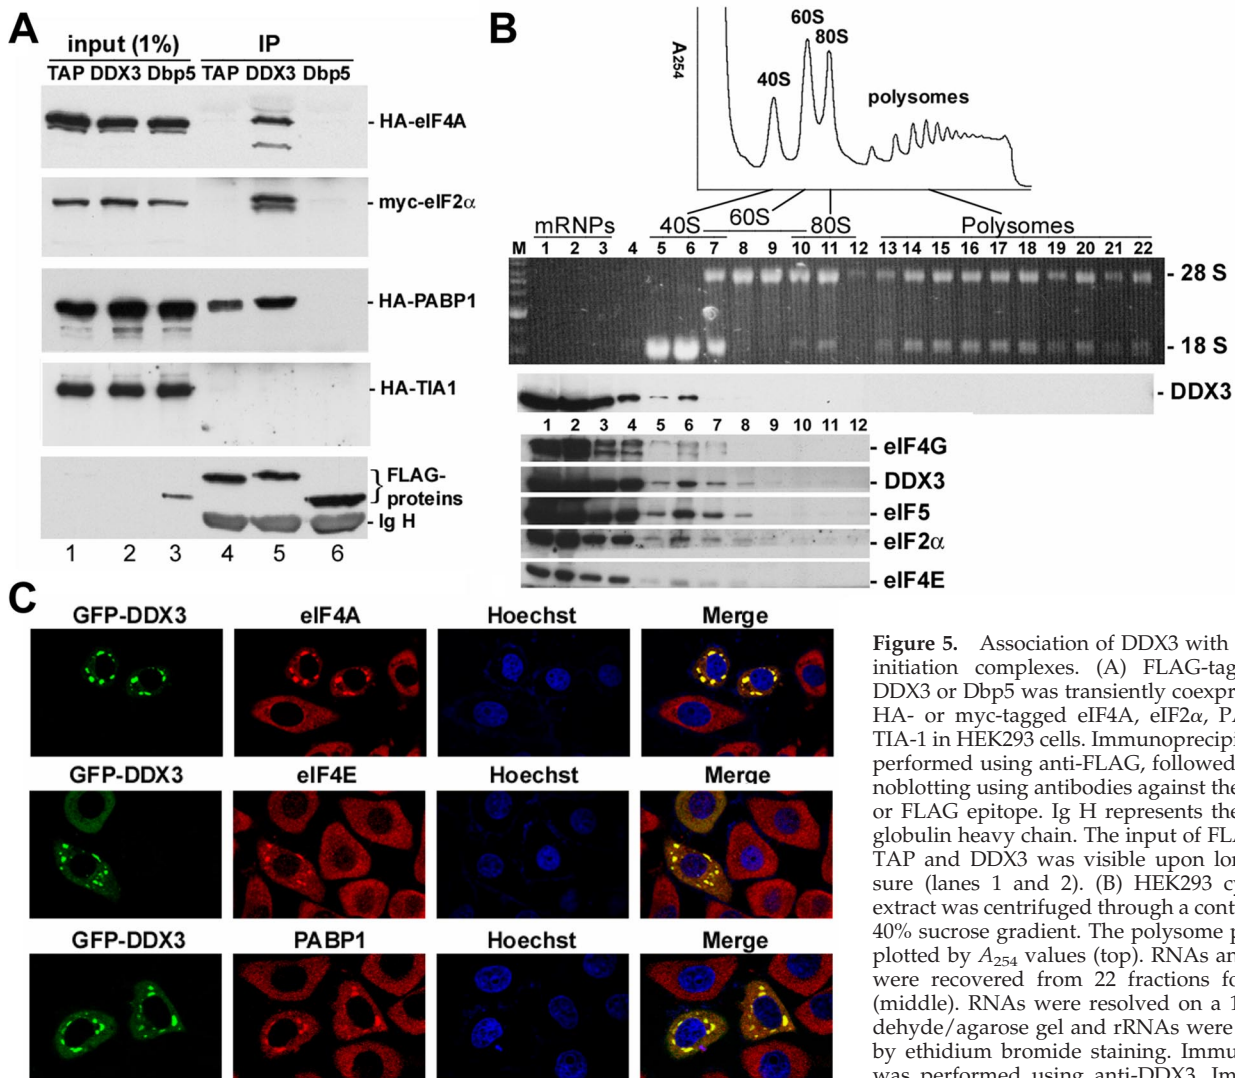 A
input (1%) IP
TAP DDX3 Dbp5 TAP DDX3 Dbp5
- HA-eIF4A
- myc-eIF2α
- HA-PABP1
- HA-TIA1
FLAG-
proteins
- Ig H
1 2 3 4 5 6
B
A254
40S
60S
80S
polysomes
mRNPs 40S 60S 80S Polysomes
M 1 2 3 4 5 6 7 8 9 10 11 12 13 14 15 16 17 18 19 20 21 22
- 28 S
- 18 S
- DDX3
1 2 3 4 5 6 7 8 9 10 11 12
- eIF4G
- DDX3
- eIF5
- eIF2α
- eIF4E
C
GFP-DDX3 eIF4A Hoechst Merge
GFP-DDX3 eIF4E Hoechst Merge
GFP-DDX3 PABP1 Hoechst Merge
Figure 5. Association of DDX3 with
initiation complexes. (A) FLAG-tag
DDX3 or Dbp5 was transiently coexpr
HA- or myc-tagged eIF4A, eIF2α, PA
TIA-1 in HEK293 cells. Immunoprecipi
performed using anti-FLAG, followed
noblotting using antibodies against the
or FLAG epitope. Ig H represents the
globulin heavy chain. The input of FLA
TAP and DDX3 was visible upon lon
sure (lanes 1 and 2). (B) HEK293 cy
extract was centrifuged through a cont
40% sucrose gradient. The polysome p
plotted by A254 values (top). RNAs an
were recovered from 22 fractions fo
(middle). RNAs were resolved on a 1
dehyde/agarose gel and rRNAs were
by ethidium bromide staining. Immu
was performed using anti-DDX3. Im